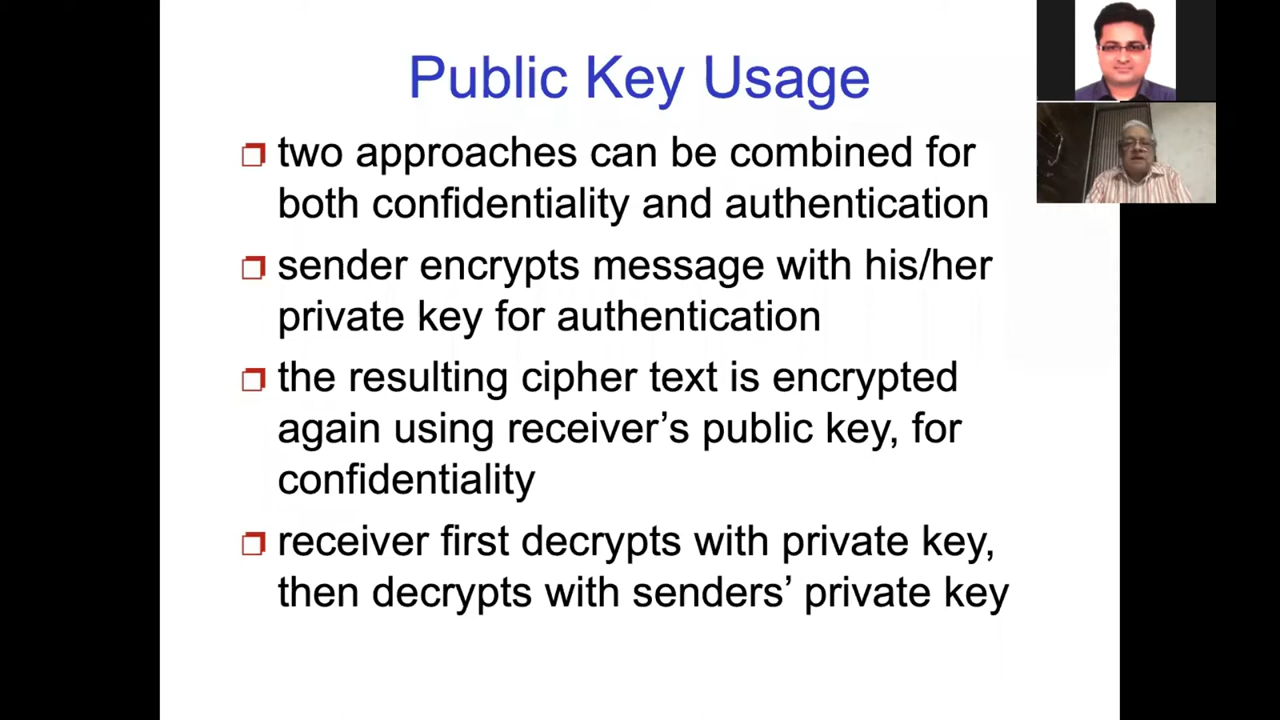 Public Key Usage
two approaches can be combined for
both confidentiality and authentication
sender encrypts message with his/her
private key for authentication
the resulting cipher text is encrypted
again using receiver’s public key, for
confidentiality
receiver first decrypts with private key,
then decrypts with senders’ private key